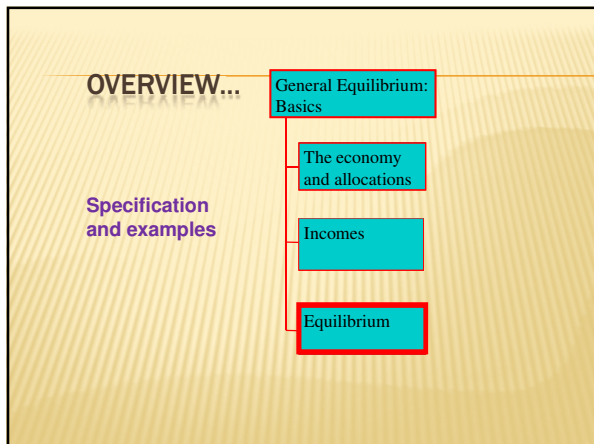 OVERVIEW...
General Equilibrium:
Basics
The economy
and allocations
Specification
and examples
Incomes
Equilibrium